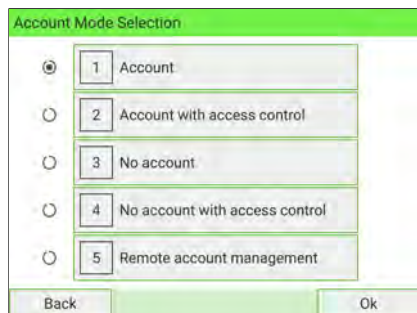 Account Mode Selection
1 Account
2 Account with access control
3 No account
4 No account with access control
5 Remote account management
Back Ok